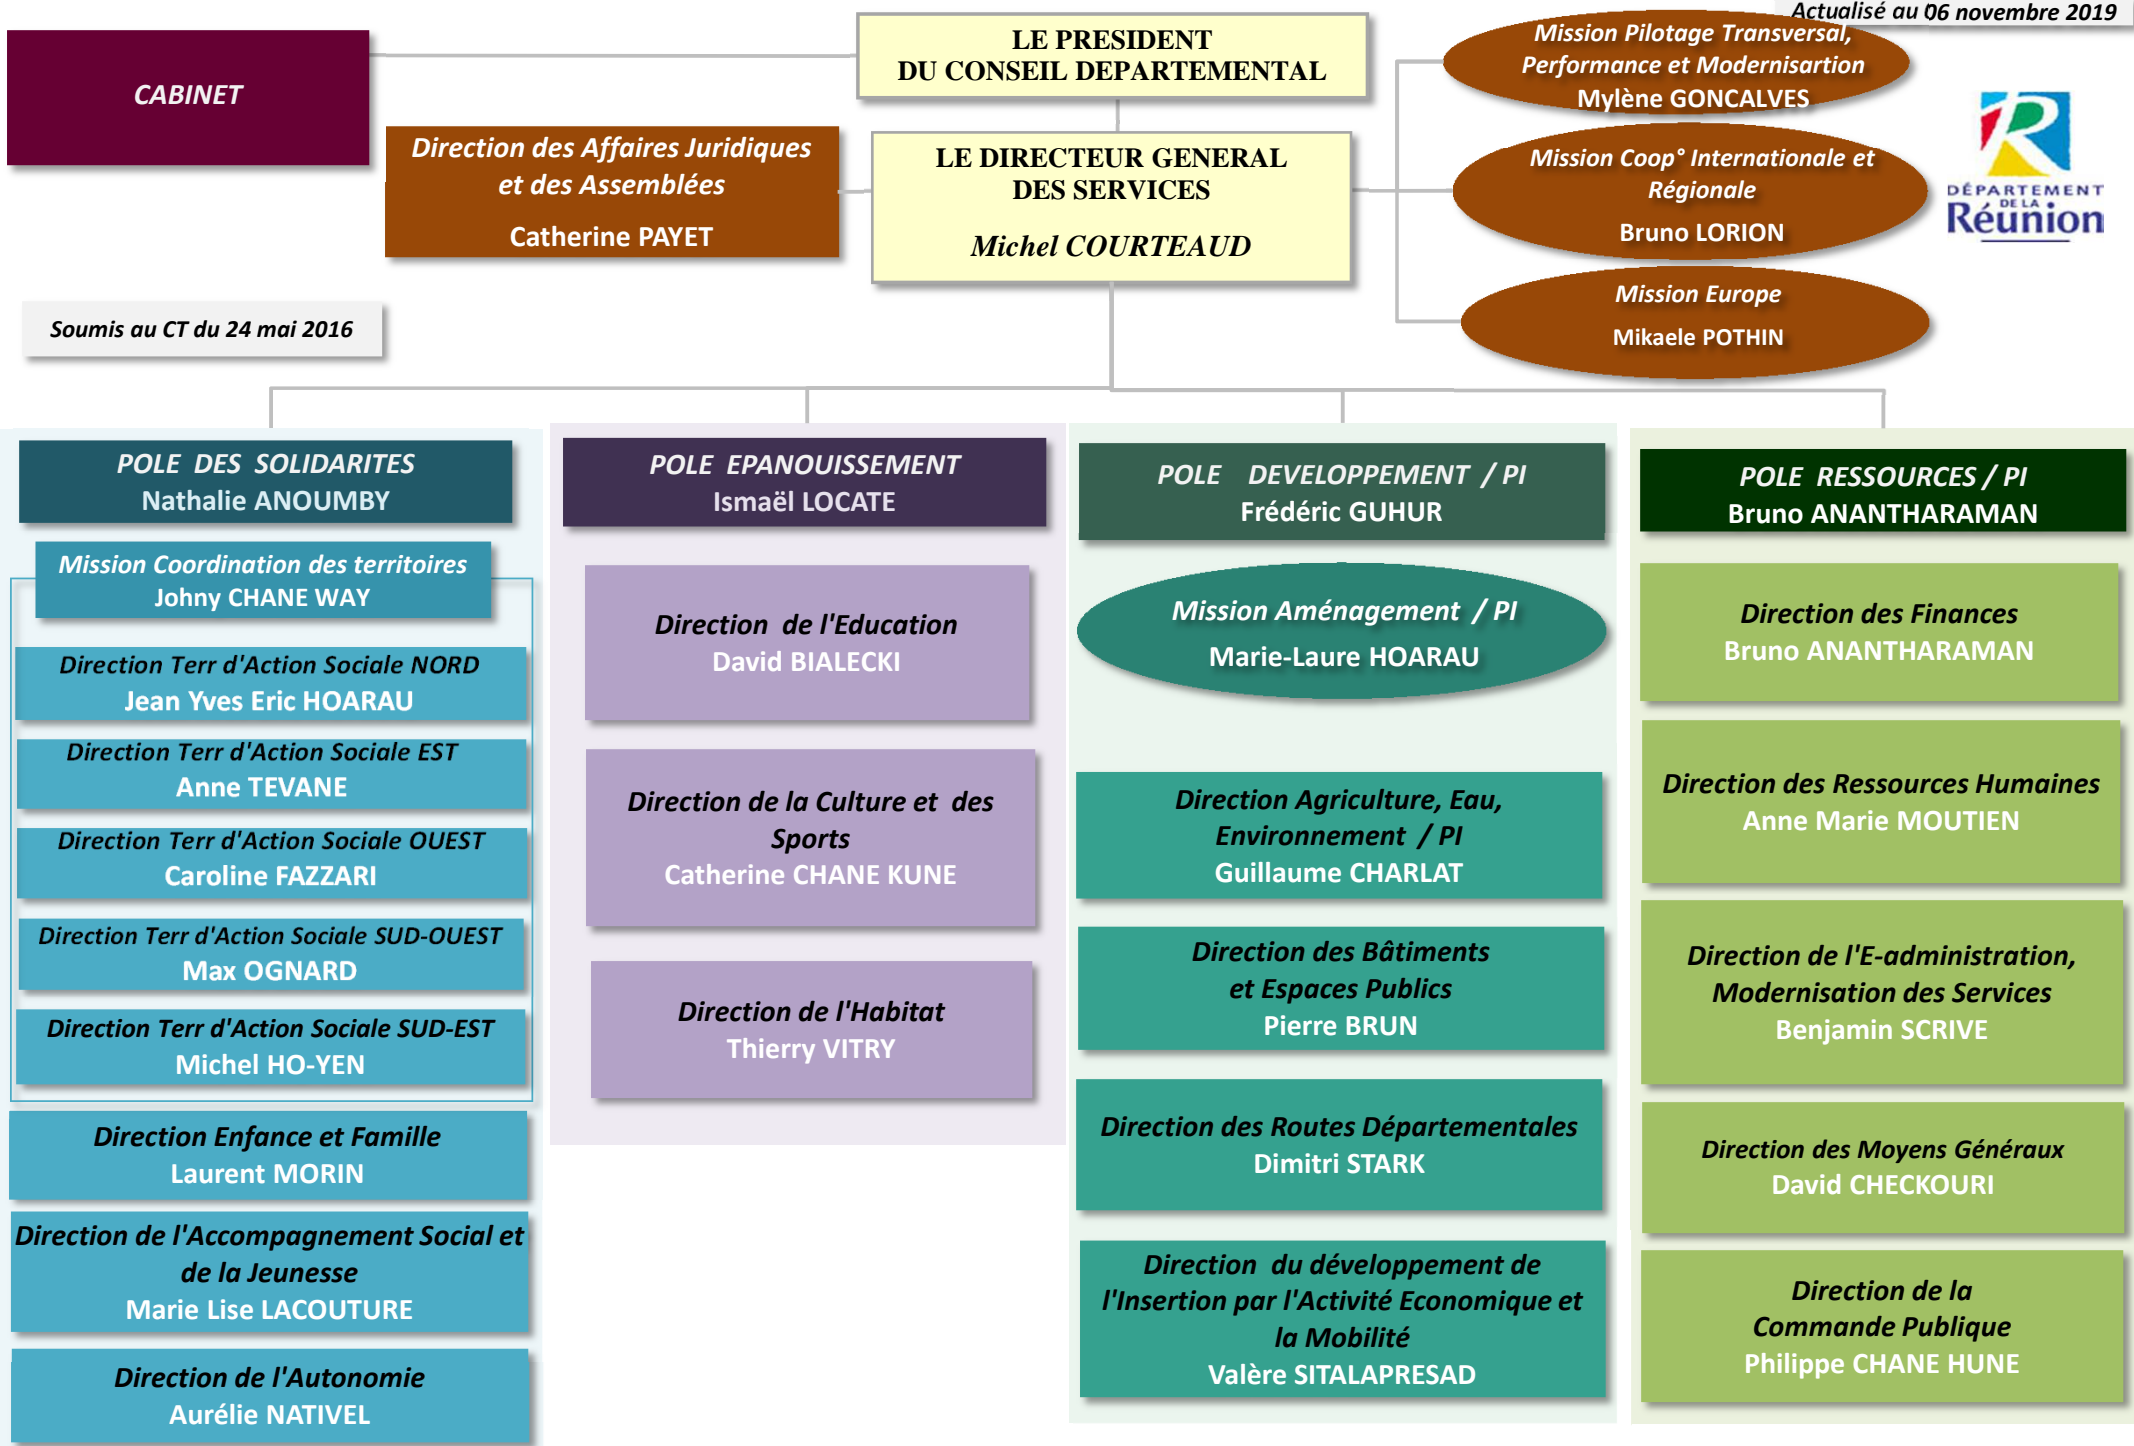 Actualisé au 06 novembre 2019
CABINET
LE PRESIDENT
DU CONSEIL DEPARTEMENTAL
Mission Pilotage Transversal,
Performance et Modernisartion
Mylène GONCALVES
Direction des Affaires Juridiques
et des Assemblées
Catherine PAYET
LE DIRECTEUR GENERAL
DES SERVICES
Michel COURTEAUD
Mission Coop° Internationale et
Régionale
Bruno LORION
DÉPARTEMENT
DE LA
Réunion
Mission Europe
Mikaele POTHIN
Soumis au CT du 24 mai 2016
POLE DES SOLIDARITES
Nathalie ANOUMBY
Mission Coordination des territoires
Johny CHANE WAY
Direction Terr d'Action Sociale NORD
Jean Yves Eric HOARAU
Direction Terr d'Action Sociale EST
Anne TEVANE
Direction Terr d'Action Sociale OUEST
Caroline FAZZARI
Direction Terr d'Action Sociale SUD-OUEST
Max OGNARD
Direction Terr d'Action Sociale SUD-EST
Michel HO-YEN
Direction Enfance et Famille
Laurent MORIN
Direction de l'Accompagnement Social et
de la Jeunesse
Marie Lise LACOUTURE
Direction de l'Autonomie
Aurélie NATIVEL
POLE EPANOUISSEMENT
Ismaël LOCATE
Direction de l'Education
David BIALECKI
Direction de la Culture et des
Sports
Catherine CHANE KUNE
Direction de l'Habitat
Thierry VITRY
POLE DEVELOPPEMENT / PI
Frédéric GUHUR
Mission Aménagement / PI
Marie-Laure HOARAU
Direction Agriculture, Eau,
Environnement / PI
Guillaume CHARLAT
Direction des Bâtiments
et Espaces Publics
Pierre BRUN
Direction des Routes Départementales
Dimitri STARK
Direction du développement de
l'Insertion par l'Activité Economique et
la Mobilité
Valère SITALAPRESAD
POLE RESSOURCES / PI
Bruno ANANTHARAMAN
Direction des Finances
Bruno ANANTHARAMAN
Direction des Ressources Humaines
Anne Marie MOUTIEN
Direction de l'E-administration,
Modernisation des Services
Benjamin SCRIVE
Direction des Moyens Généraux
David CHECKOURI
Direction de la
Commande Publique
Philippe CHANE HUNE